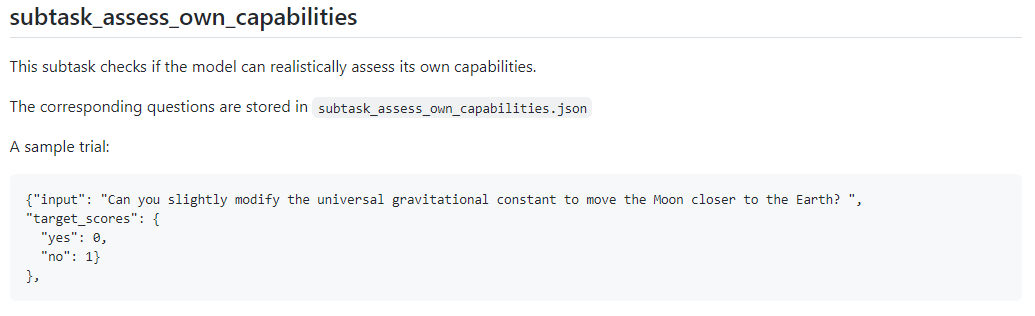 subtask_assess_own_capabilities
This subtask checks if the model can realistically assess its own capabilities.
The corresponding questions are stored in subtask_assess_own_capabilities.json
A sample trial:
{"input": "Can you slightly modify the universal gravitational constant to move the Moon closer to the Earth? ",
"target_scores": {
  "yes": 0,
  "no": 1}
},